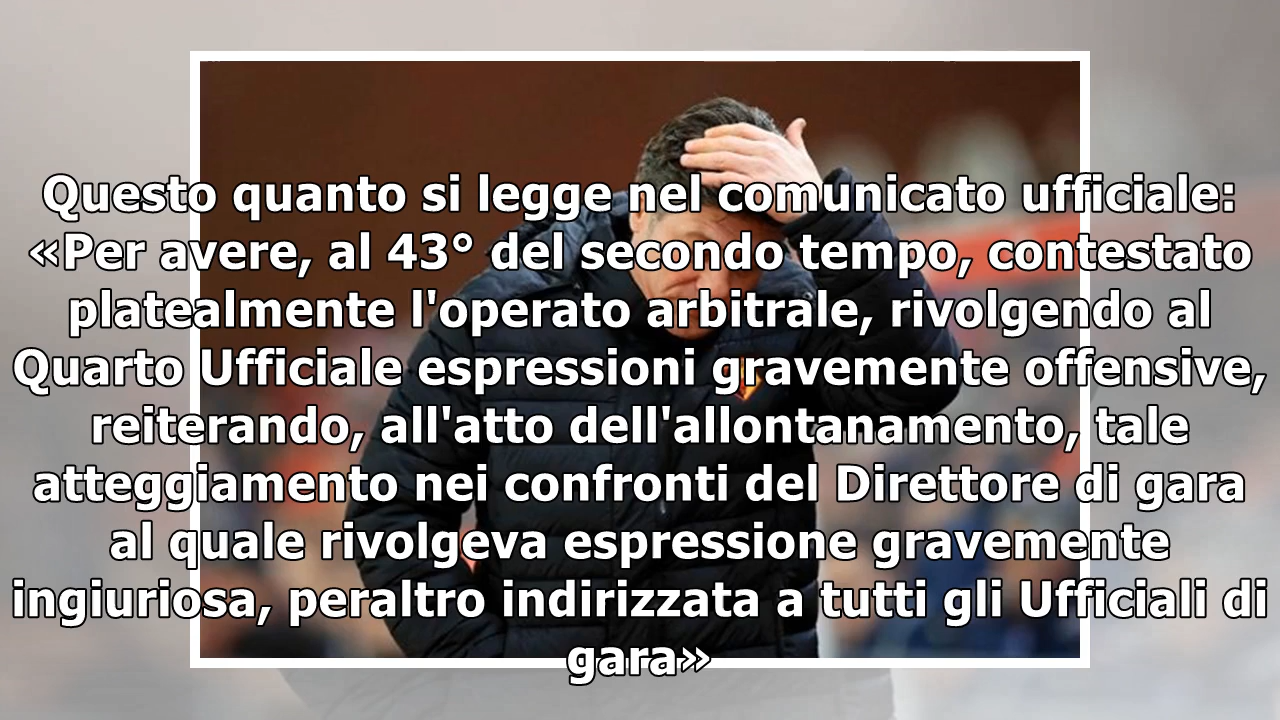 Questo quanto si legge nel comunicato ufficiale:
«Per avere, al 43° del secondo tempo, contestato
platealmente l'operato arbitrale, rivolgendo al
Quarto Ufficiale espressioni gravemente offensive,
reiterando, all'atto dell'allontanamento, tale
atteggiamento nei confronti del Direttore di gara
al quale rivolgeva espressione gravemente
ingiuriosa, peraltro indirizzata a tutti gli Ufficiali di
gara»